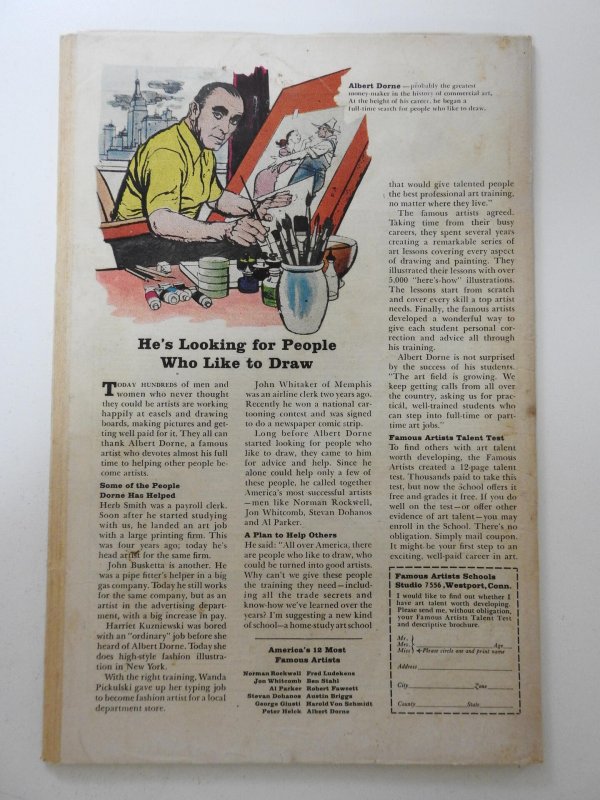 Albert Dorne — probably the greatest
money-maker in the history of commercial art.
At the height of his career, he began a
full-time search for people who like to draw.
He's Looking for People
Who Like to Draw
TODAY HUNDREDS of men and
women who never thought
they could be artists are working
happily at easels and drawing
boards, making pictures and get-
ting well paid for it. They all can
thank Albert Dorne, a famous
artist who devotes almost his full
time to helping other people be-
come artists.
Some of the People
Dorne Has Helped
Herb Smith was a payroll clerk.
Soon after he started studying
with us, he landed an art job
with a large printing firm. This
was four years ago; today he's
head artist for the same firm.
John Busketta is another. He
was a pipe fitter's helper in a big
gas company. Today he still works
for the same company, but as an
artist in the advertising depart-
ment, with a big increase in pay.
Harriet Kuzniewski was bored
with an "ordinary" job before she
heard of Albert Dorne. Today she
does high-style fashion illustra-
tion in New York.
With the right training, Wanda
Pickulski gave up her typing job
to become fashion artist for a local
department store.
John Whitaker of Memphis
was an airline clerk two years ago.
Recently he won a national car-
tooning contest and was signed
to do a newspaper comic strip.
Long before Albert Dorne
started looking for people who
like to draw, they came to him
for advice and help. Since he
alone could help only a few of
these people, he called together
America's most successful artists
—men like Norman Rockwell,
Jon Whitcomb, Stevan Dohanos
and Al Parker.
A Plan to Help Others
He said: "All over America, there
are people who like to draw, who
could be turned into good artists.
Why can't we give these people
the training they need—includ-
ing all the trade secrets and
know-how we've learned over the
years? I'm suggesting a new kind
of school—a home study art school
America's 12 Most
Famous Artists
Norman Rockwell Fred Ludekens
Jon Whitcomb Ben Stahl
Al Parker Robert Fawcett
Stevan Dohanos Austin Briggs
George Giusti Harold Von Schmidt
Peter Helck Albert Dorne
that would give talented people
the best professional art training,
no matter where they live."
The famous artists agreed.
Taking time from their busy
careers, they spent several years
creating a remarkable series of
art lessons covering every aspect
of drawing and painting. They
illustrated their lessons with over
5,000 "here's-how" illustrations.
The lessons start from scratch
and cover every skill a top artist
needs. Finally, the famous artists
developed a wonderful way to
give each student personal cor-
rection and advice all through
his training.
Albert Dorne is not surprised
by the success of his students.
"The art field is growing. We
keep getting calls from all over
the country, asking us for prac-
tical, well-trained students who
can step into full-time or part-
time art jobs."
Famous Artists Talent Test
To find others with art talent
worth developing, the Famous
Artists created a 12-page talent
test. Thousands paid to take this
test, but now the School offers it
free and grades it free. If you do
well on the test—or offer other
evidence of art talent—you may
enroll in the School. There's no
obligation. Simply mail coupon.
It might be your first step to an
exciting, well-paid career in art.
Famous Artists Schools
Studio 7556, Westport, Conn.
I would like to find out whether I
have art talent worth developing.
Please send me, without obligation,
your Famous Artists Talent Test
and descriptive brochure.
Mr.
Mrs. Age
Miss Please circle one and print name
Address
City Zone
County State